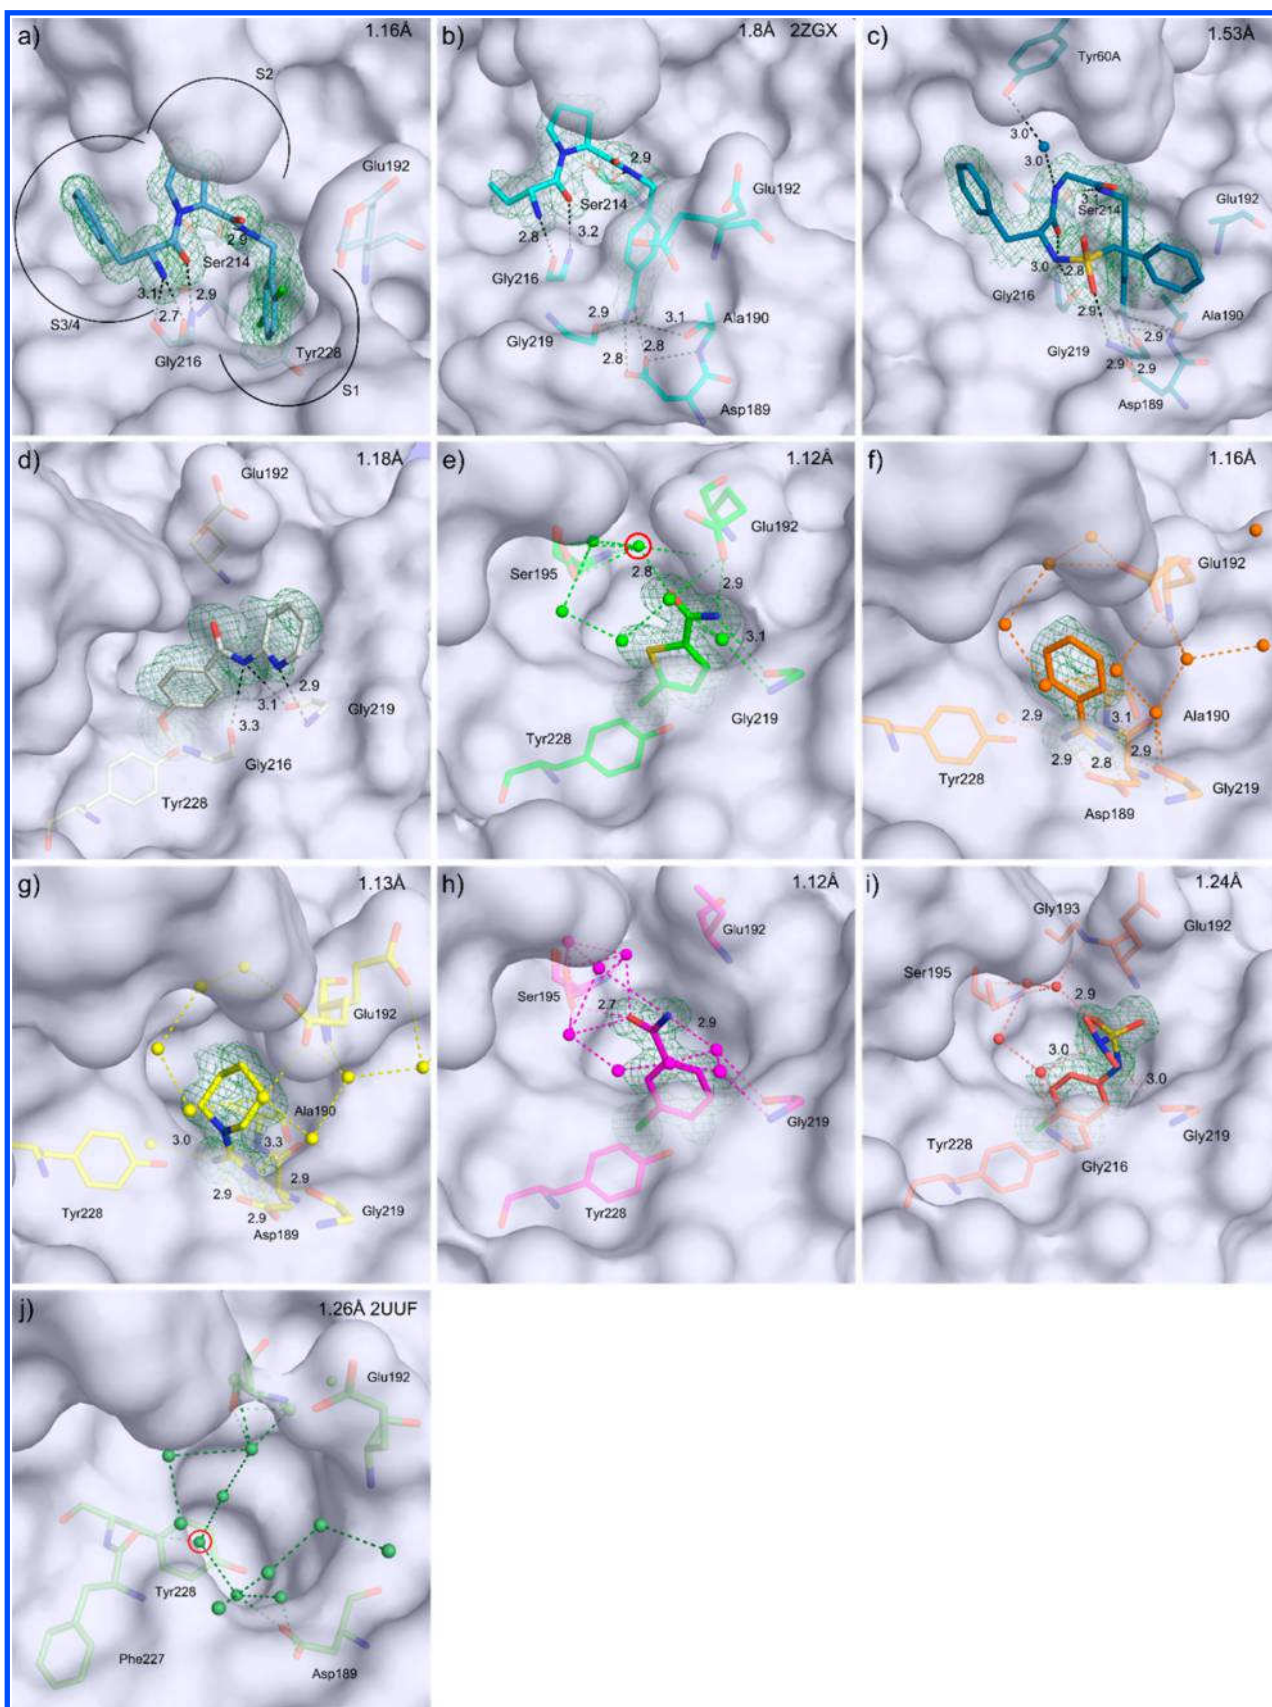 a) 1.16Å
S2
Glu192
2.9
Ser214
3.1
2.9
2.7
S3/4
Gly216
Tyr228
S1
b) 1.8Å 2ZGX
2.9
Glu192
Ser214
2.8
3.2
Gly216
2.9
3.1
Ala190
Gly219
2.8
2.8
Asp189
c) 1.53Å
Tyr60A
3.0
3.0
Glu192
3.1
Ser214
3.0
2.8
Gly216
2.9
Ala190
Gly219
2.9
2.9
2.9
Asp189
d) 1.18Å
Glu192
2.9
3.1
Gly219
3.3
Gly216
Tyr228
e) 1.12Å
Glu192
Ser195
2.8
2.9
3.1
Gly219
Tyr228
f) 1.16Å
Glu192
Ala190
2.9
3.1
2.9
2.8
2.9
Tyr228
Gly219
Asp189
g) 1.13Å
Glu192
Ala190
3.0
3.3
2.9
2.9
2.9
Tyr228
Gly219
Asp189
h) 1.12Å
Glu192
Ser195
2.7
2.9
Gly219
Tyr228
i) 1.24Å
Gly193
Glu192
Ser195
2.9
3.0
3.0
Tyr228
Gly219
Gly216
j) 1.26Å 2UUF
Glu192
Tyr228
Phe227
Asp189